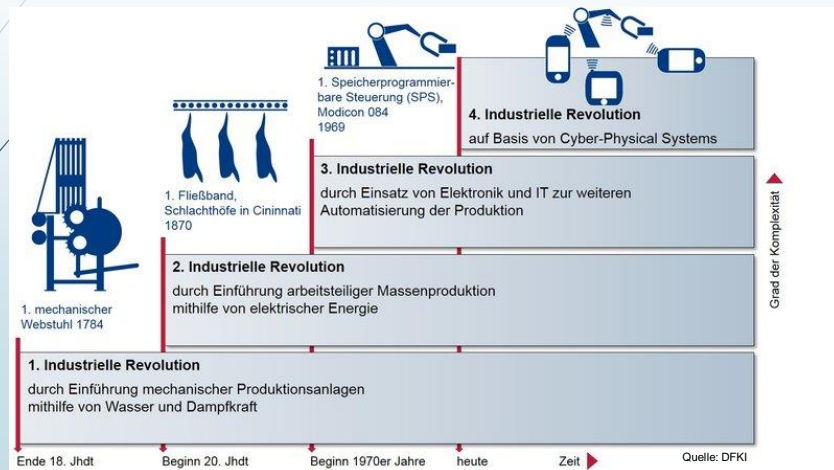 1. Speicherprogrammier-
bare Steuerung (SPS),
Modicon 084
1969
4. Industrielle Revolution
auf Basis von Cyber-Physical Systems
1. Fließband,
Schlachthöfe in Cininnati
1870
3. Industrielle Revolution
durch Einsatz von Elektronik und IT zur weiteren
Automatisierung der Produktion
Grad der Komplexität
1. mechanischer
Webstuhl 1784
2. Industrielle Revolution
durch Einführung arbeitsteiliger Massenproduktion
mithilfe von elektrischer Energie
1. Industrielle Revolution
durch Einführung mechanischer Produktionsanlagen
mithilfe von Wasser und Dampfkraft
Ende 18. Jhdt
Beginn 20. Jhdt
Beginn 1970er Jahre
heute
Zeit
Quelle: DFKI